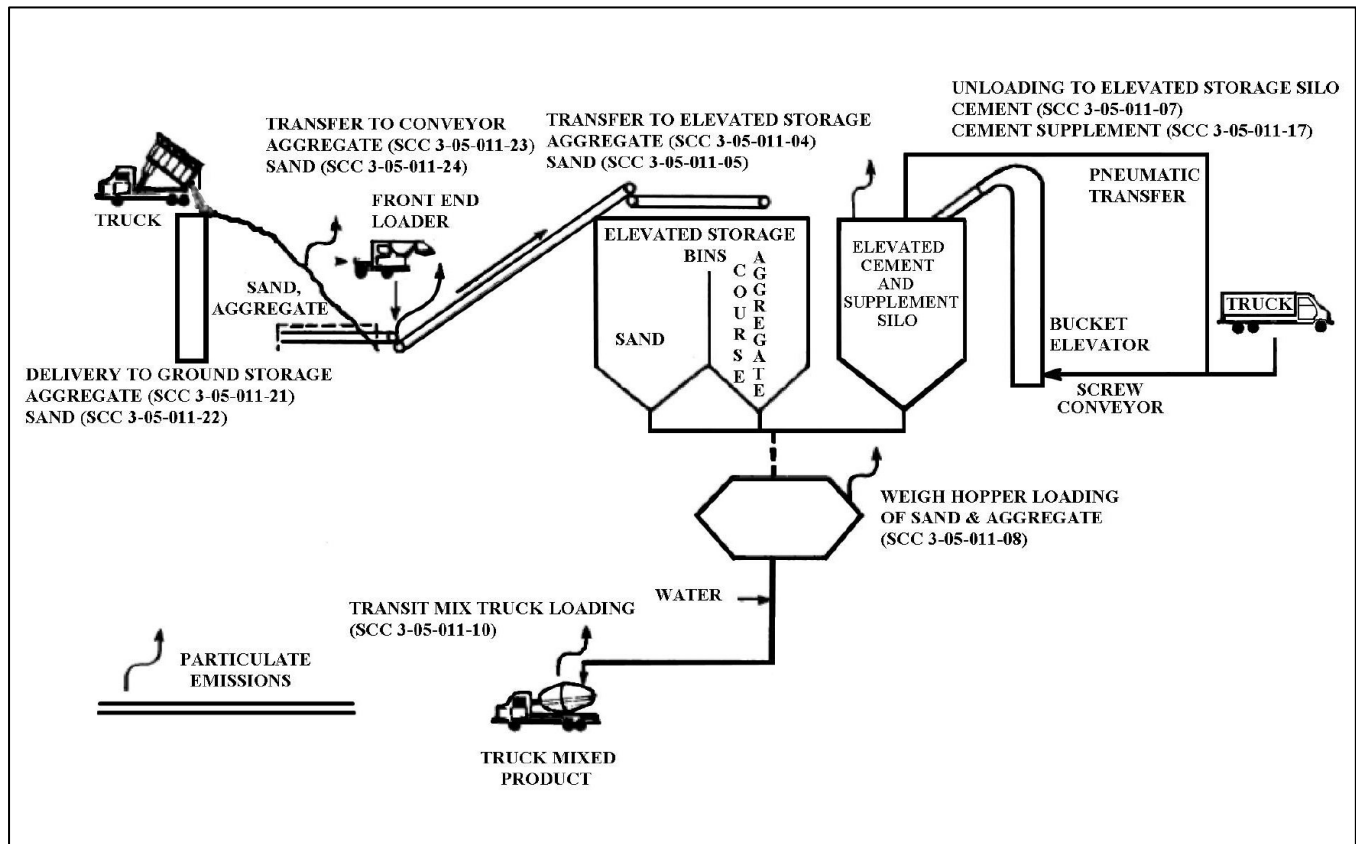 UNLOADING TO ELEVATED STORAGE SILO
CEMENT (SCC 3-05-011-07)
CEMENT SUPPLEMENT (SCC 3-05-011-17)
TRANSFER TO CONVEYOR
AGGREGATE (SCC 3-05-011-23)
SAND (SCC 3-05-011-24)
TRANSFER TO ELEVATED STORAGE
AGGREGATE (SCC 3-05-011-04)
SAND (SCC 3-05-011-05)
PNEUMATIC
TRANSFER
TRUCK
FRONT END
LOADER
ELEVATED STORAGE
BINS
COURSE
AGGREGATE
SAND
ELEVATED
CEMENT
AND
SUPPLEMENT
SILO
SAND,
AGGREGATE
TRUCK
BUCKET
ELEVATOR
SCREW
CONVEYOR
DELIVERY TO GROUND STORAGE
AGGREGATE (SCC 3-05-011-21)
SAND (SCC 3-05-011-22)
WEIGH HOPPER LOADING
OF SAND & AGGREGATE
(SCC 3-05-011-08)
WATER
TRANSIT MIX TRUCK LOADING
(SCC 3-05-011-10)
PARTICULATE
EMISSIONS
TRUCK MIXED
PRODUCT